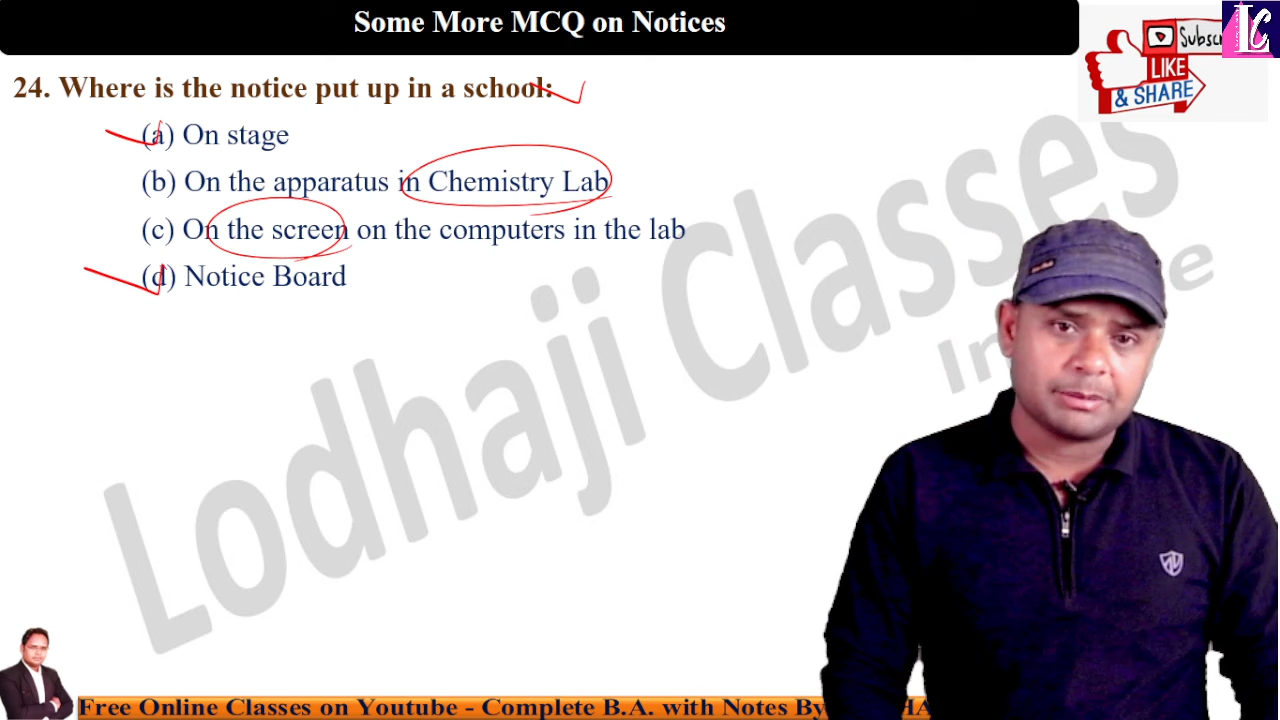 Some More MCQ on Notices
LC
Subscr
LIKE
& SHARE
24. Where is the notice put up in a school:
(a) On stage
(b) On the apparatus in Chemistry Lab
(c) On the screen on the computers in the lab
(d) Notice Board
Lodhaji Classes
Free Online Classes on Youtube - Complete B.A. with Notes By